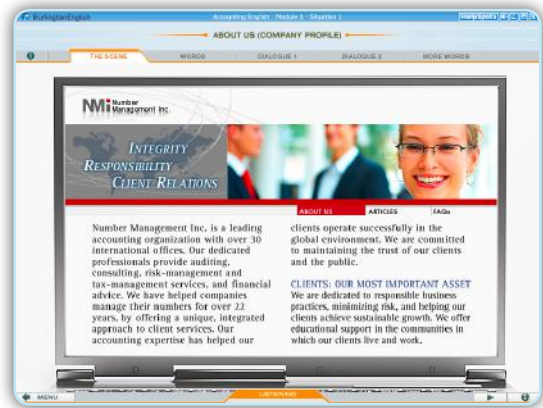 BurlingtonEnglish
Accounting English - Module 1 - Situation 1
HelpSpots
ABOUT US (COMPANY PROFILE)
THE SCENE WORDS DIALOGUE 1 DIALOGUE 2 MORE WORDS
NMi Number
Management Inc.
INTEGRITY
RESPONSIBILITY
CLIENT RELATIONS
ABOUT US ARTICLES FAQs
Number Management Inc. is a leading
accounting organization with over 30
international offices. Our dedicated
professionals provide auditing,
consulting, risk-management and
tax-management services, and financial
advice. We have helped companies
manage their numbers for over 22
years, by offering a unique, integrated
approach to client services. Our
accounting expertise has helped our
clients operate successfully in the
global environment. We are committed
to maintaining the trust of our clients
and the public.
CLIENTS: OUR MOST IMPORTANT ASSET
We are dedicated to responsible business
practices, minimizing risk, and helping our
clients achieve sustainable growth. We offer
educational support in the communities in
which our clients live and work.
MENU LISTENING